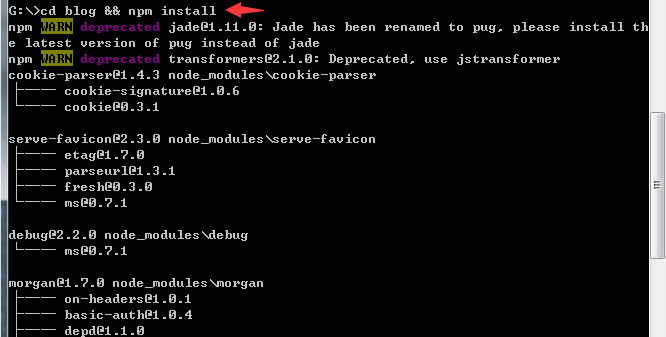 G:\>cd blog && npm install
npm WARN deprecated jade@1.11.0: Jade has been renamed to pug, please install th
e latest version of pug instead of jade
npm WARN deprecated transformers@2.1.0: Deprecated, use jstransformer
cookie-parser@1.4.3 node_modules\cookie-parser
├── cookie-signature@1.0.6
└── cookie@0.3.1
serve-favicon@2.3.0 node_modules\serve-favicon
├── etag@1.7.0
├── parseurl@1.3.1
├── fresh@0.3.0
└── ms@0.7.1
debug@2.2.0 node_modules\debug
└── ms@0.7.1
morgan@1.7.0 node_modules\morgan
├── on-headers@1.0.1
├── basic-auth@1.0.4
├── depd@1.1.0